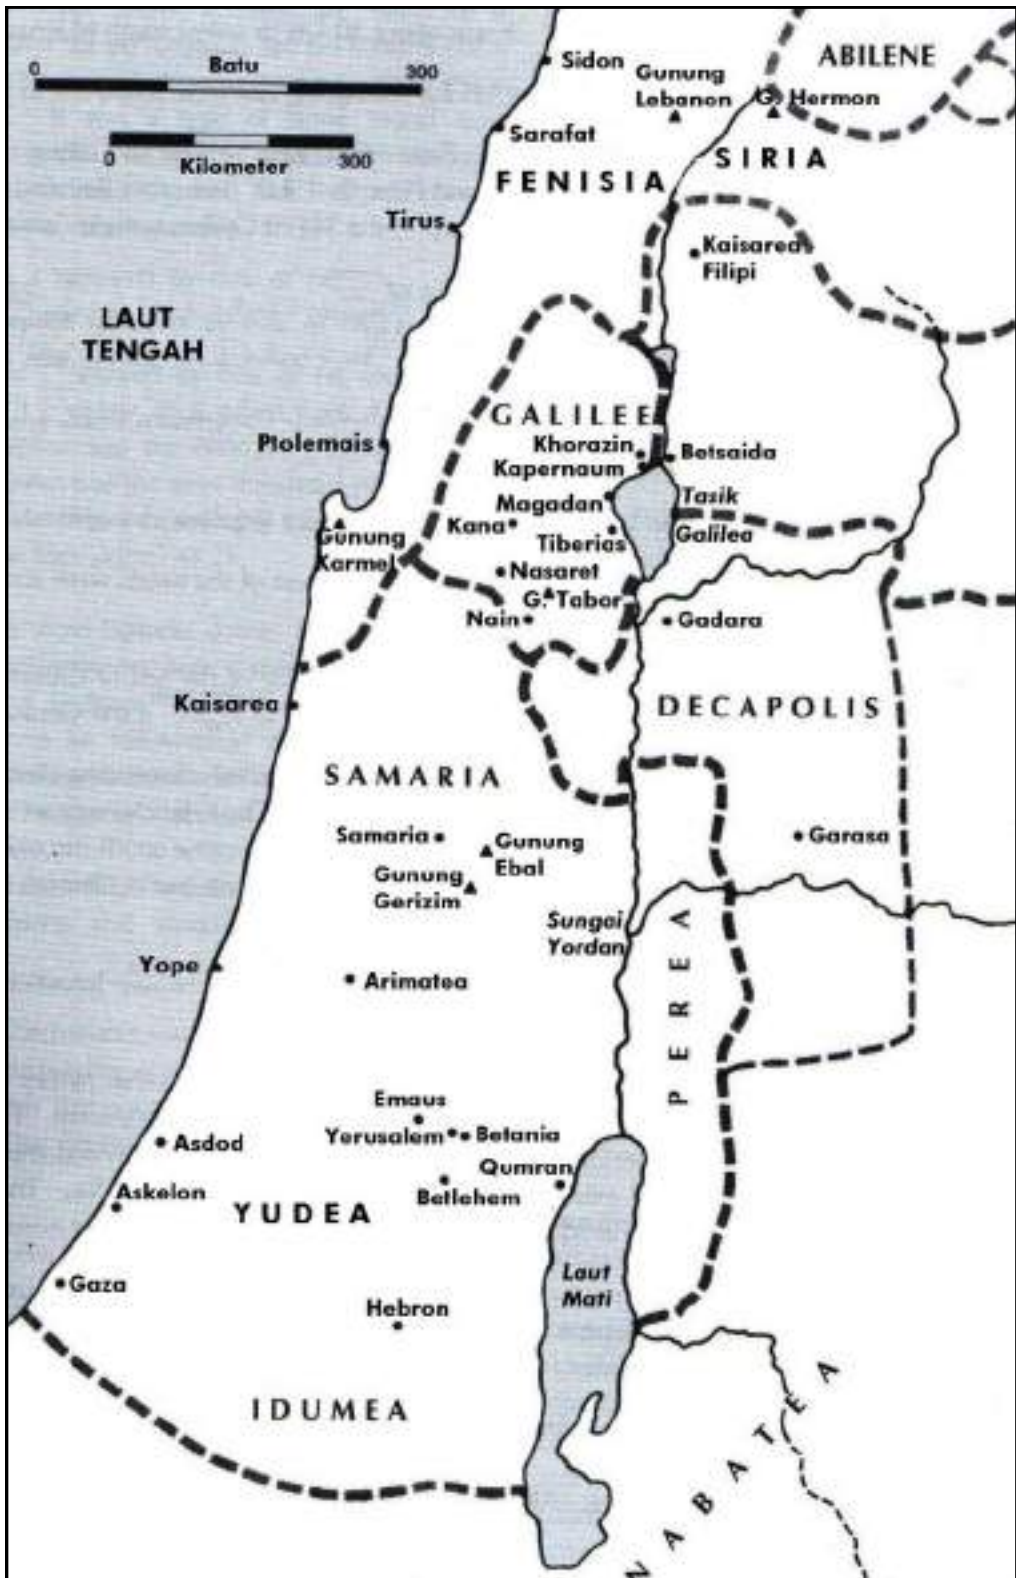 0 Batu 300
0 Kilometer 300
Sidon
Gunung
Lebanon
G. Hermon
ABILENE
Sarafat
SIRIA
FENISIA
Tirus
Kaisarea
Filipi
LAUT
TENGAH
GALILEE
Ptolemais
Khorazin
Kapernaum
Betsaida
Magadan
Tasik
Galilea
Kana
Tiberias
Gunung
Karmel
Nasaret
G. Tabor
Nain
Gadara
Kaisarea
DECAPOLIS
SAMARIA
Samaria
Gunung
Ebal
Gunung
Gerizim
Garasa
Sungai
Yordan
PEREA
Yope
Arimatea
Emaus
Yerusalem
Betania
Asdod
Qumran
Betlehem
Askelon
YUDEA
Gaza
Laut
Mati
Hebron
IDUMEA
NABATEA